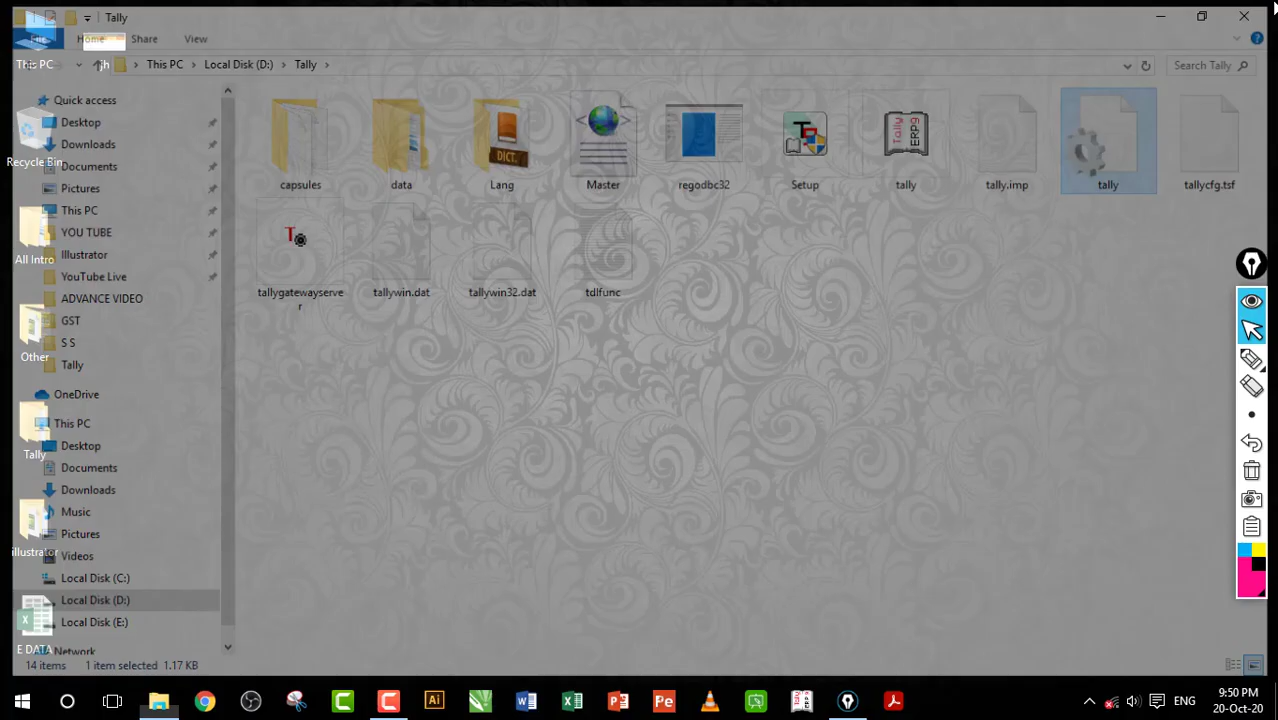 Tally
File
Home
Share
View
This PC
Local Disk (D:)
Tally
Search Tally
This PC
Recycle Bin
All Intro
Other
Tally
illustrator
E DATA
Quick access
Desktop
Downloads
Documents
Pictures
This PC
YOU TUBE
Illustrator
YouTube Live
ADVANCE VIDEO
GST
S S
Tally
OneDrive
This PC
Desktop
Documents
Downloads
Music
Pictures
Videos
Local Disk (C:)
Local Disk (D:)
Local Disk (E:)
Network
capsules
data
DICT.
Lang
Master
regodbc32
Setup
Tally
ERP9
tally
tally.imp
tally
tallycfg.tsf
tallygatewayserve
r
tallywin.dat
tallywin32.dat
tdlfunc
14 items
1 item selected 1.17 KB
ENG
9:50 PM
20-Oct-20